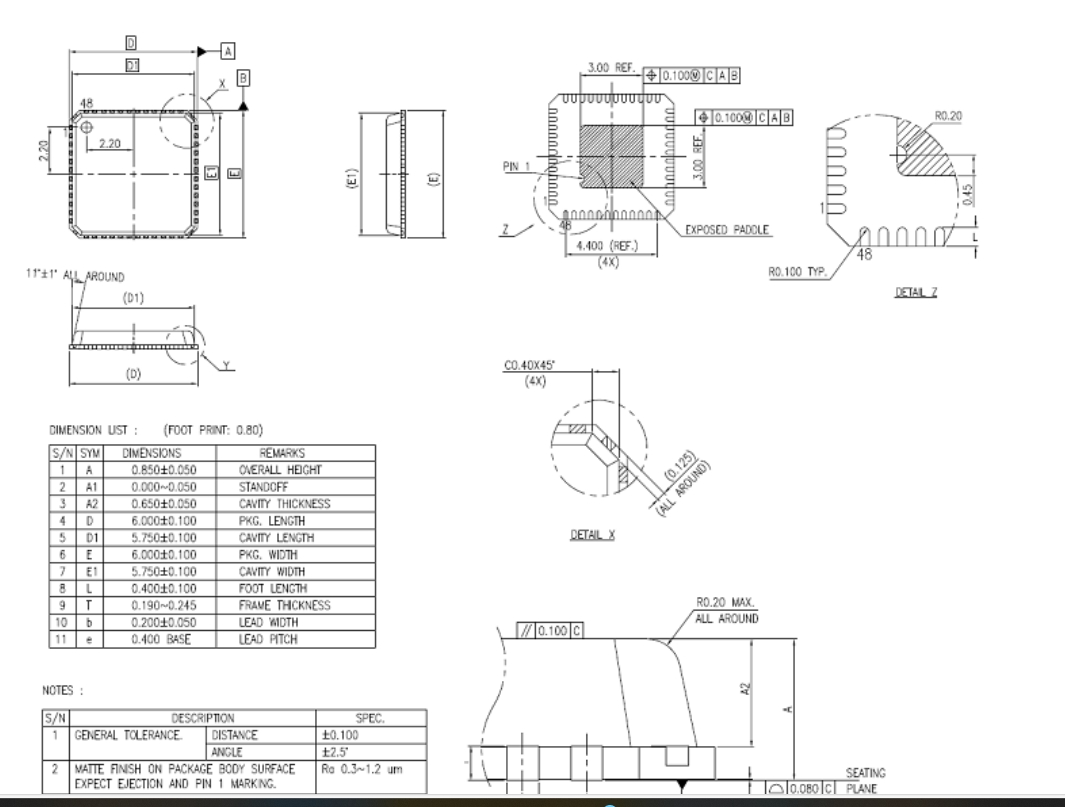 D
A
D1
B
X
48
1
2.20
2.20
E1
E
(E1)
(E)
3.00 REF.
0.100Ⓜ C A B
0.100Ⓜ C A B
3.00 REF.
PIN 1
1
48
Z
EXPOSED PADDLE
4.400 (REF.)
(4X)
R0.20
0.45
1
L
48
R0.100 TYP.
DETAIL Z
11°±1° ALL AROUND
(D1)
Y
(D)
C0.40X45°
(4X)
(0.125)
(ALL AROUND)
DETAIL X
DIMENSION LIST : (FOOT PRINT: 0.80)
S/N SYM DIMENSIONS REMARKS
1 A 0.850±0.050 OVERALL HEIGHT
2 A1 0.000~0.050 STANDOFF
3 A2 0.650±0.050 CAVITY THICKNESS
4 D 6.000±0.100 PKG. LENGTH
5 D1 5.750±0.100 CAVITY LENGTH
6 E 6.000±0.100 PKG. WIDTH
7 E1 5.750±0.100 CAVITY WIDTH
8 L 0.400±0.100 FOOT LENGTH
9 T 0.190~0.245 FRAME THICKNESS
10 b 0.200±0.050 LEAD WIDTH
11 e 0.400 BASE LEAD PITCH
R0.20 MAX.
ALL AROUND
// 0.100 C
A2
A
SEATING
PLANE
0.080 C
NOTES :
S/N DESCRIPTION SPEC.
1 GENERAL TOLERANCE. DISTANCE ±0.100
ANGLE ±2.5°
2 MATTE FINISH ON PACKAGE BODY SURFACE Ra 0.3~1.2 um
EXPECT EJECTION AND PIN 1 MARKING.